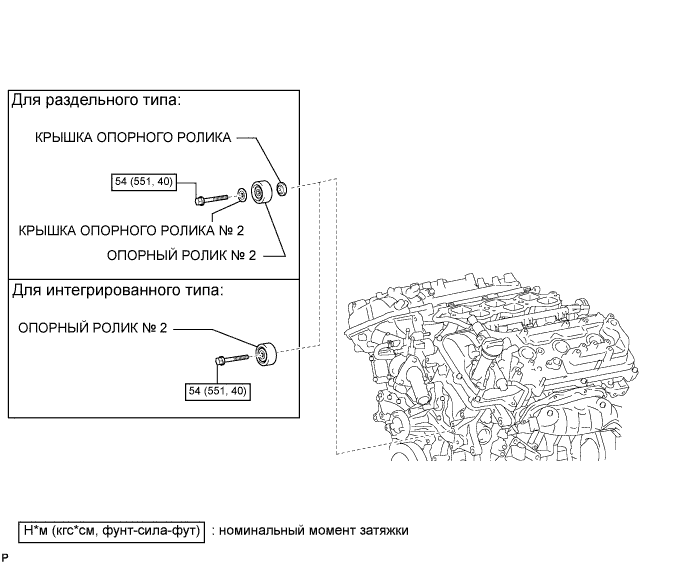 Для раздельного типа:
КРЫШКА ОПОРНОГО РОЛИКА
54 (551, 40)
КРЫШКА ОПОРНОГО РОЛИКА № 2
ОПОРНЫЙ РОЛИК № 2
Для интегрированного типа:
ОПОРНЫЙ РОЛИК № 2
54 (551, 40)
Н*м (кгс*см, фунт-сила-фут) : номинальный момент затяжки
P